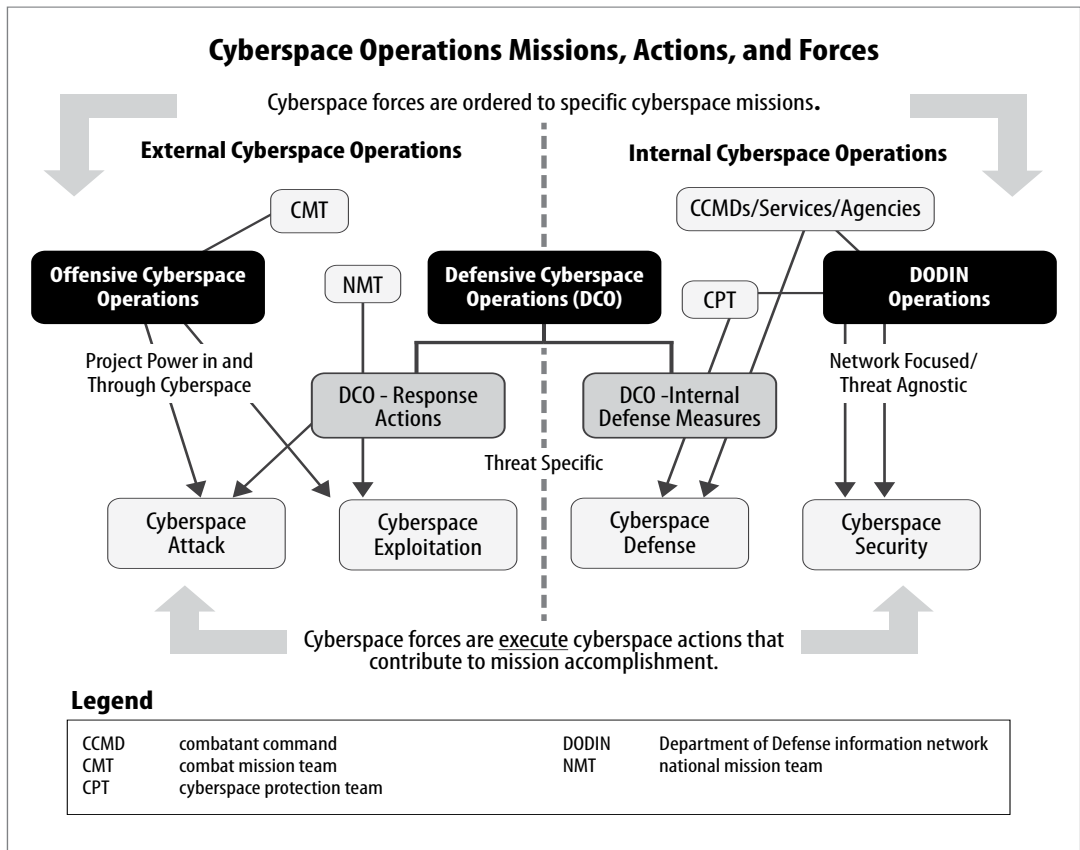 Cyberspace Operations Missions, Actions, and Forces
Cyberspace forces are ordered to specific cyberspace missions.
External Cyberspace Operations
Internal Cyberspace Operations
CMT
CCMDs/Services/Agencies
Offensive Cyberspace
Operations
NMT
Defensive Cyberspace
Operations (DCO)
CPT
DODIN
Operations
Project Power in and
Through Cyberspace
Network Focused/
Threat Agnostic
DCO - Response
Actions
DCO -Internal
Defense Measures
Threat Specific
Cyberspace
Attack
Cyberspace
Exploitation
Cyberspace
Defense
Cyberspace
Security
Cyberspace forces are execute cyberspace actions that
contribute to mission accomplishment.
Legend
CCMD combatant command
CMT combat mission team
CPT cyberspace protection team
DODIN Department of Defense information network
NMT national mission team